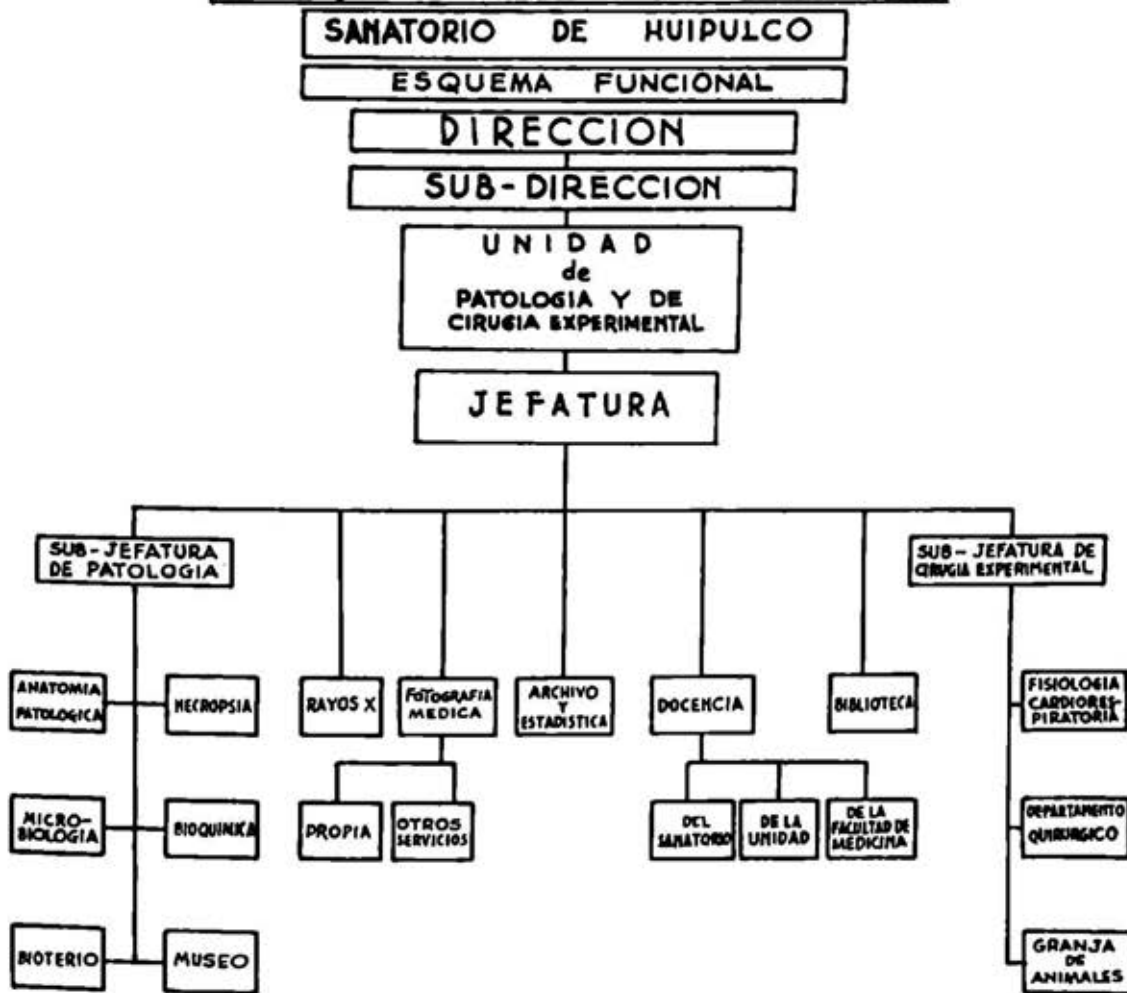 SANATORIO DE HUIPULCO
ESQUEMA FUNCIONAL
DIRECCION
SUB-DIRECCION
UNIDAD
de
PATOLOGIA Y DE
CIRUGIA EXPERIMENTAL
JEFATURA
SUB-JEFATURA
DE PATOLOGIA
SUB-JEFATURA DE
CIRUGIA EXPERIMENTAL
ANATOMIA
PATOLOGICA
NECROPSIA
RAYOS X
FOTOGRAFIA
MEDICA
ARCHIVO
Y
ESTADISTICA
DOCENCIA
BIBLIOTECA
FISIOLOGIA
CARDIORES-
PIRATORIA
MICRO-
BIOLOGIA
BIOQUIMICA
PROPIA
OTROS
SERVICIOS
DEL
SANATORIO
DE LA
UNIDAD
DE LA
FACULTAD DE
MEDICINA
DEPARTAMENTO
QUIRURGICO
BIOTERIO
MUSEO
GRANJA
DE
ANIMALES